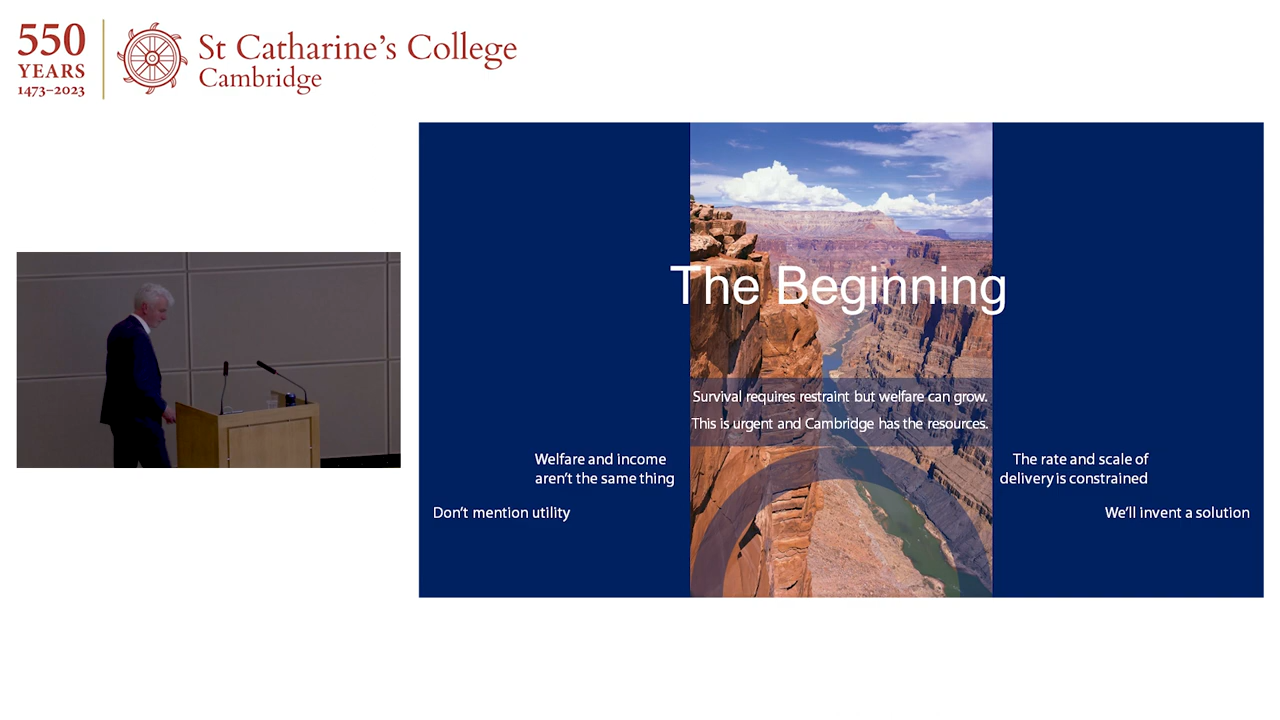 550
YEARS
1473–2023
St Catharine's College
Cambridge
The Beginning
Survival requires restraint but welfare can grow.
This is urgent and Cambridge has the resources.
Welfare and income
aren't the same thing
Don't mention utility
The rate and scale of
delivery is constrained
We'll invent a solution